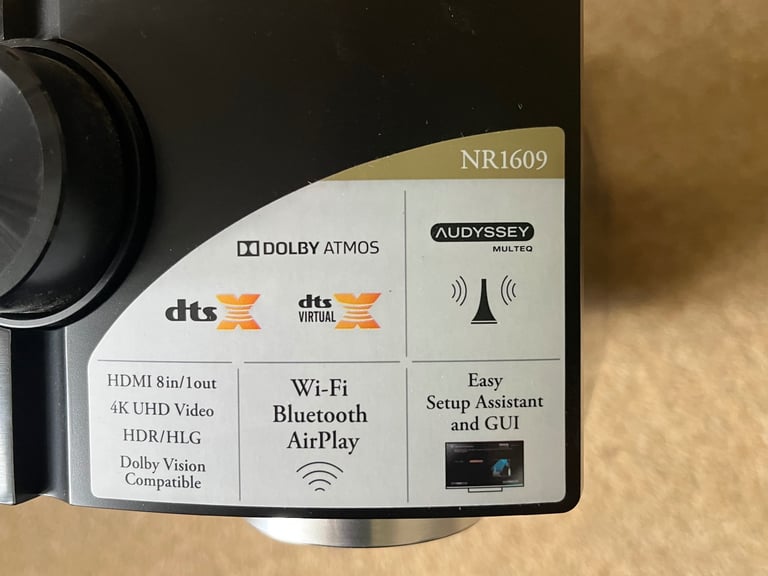 NR1609
DOLBY ATMOS
dts X
dts X
VIRTUAL
AUDYSSEY
MULTEQ
HDMI 8in/1out
4K UHD Video
HDR/HLG
Dolby Vision
Compatible
Wi-Fi
Bluetooth
AirPlay
Easy
Setup Assistant
and GUI